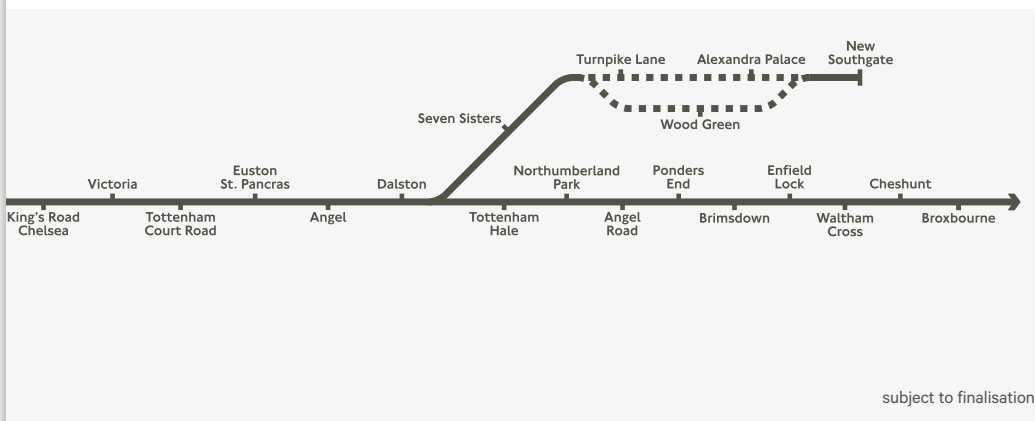 New
Turnpike Lane
Alexandra Palace
Southgate
Seven Sisters
Wood Green
Victoria
Euston
St. Pancras
Dalston
Northumberland
Park
Ponders
End
Enfield
Lock
Cheshunt
King's Road
Chelsea
Tottenham
Court Road
Angel
Tottenham
Hale
Angel
Road
Brimsdown
Waltham
Cross
Broxbourne
subject to finalisation